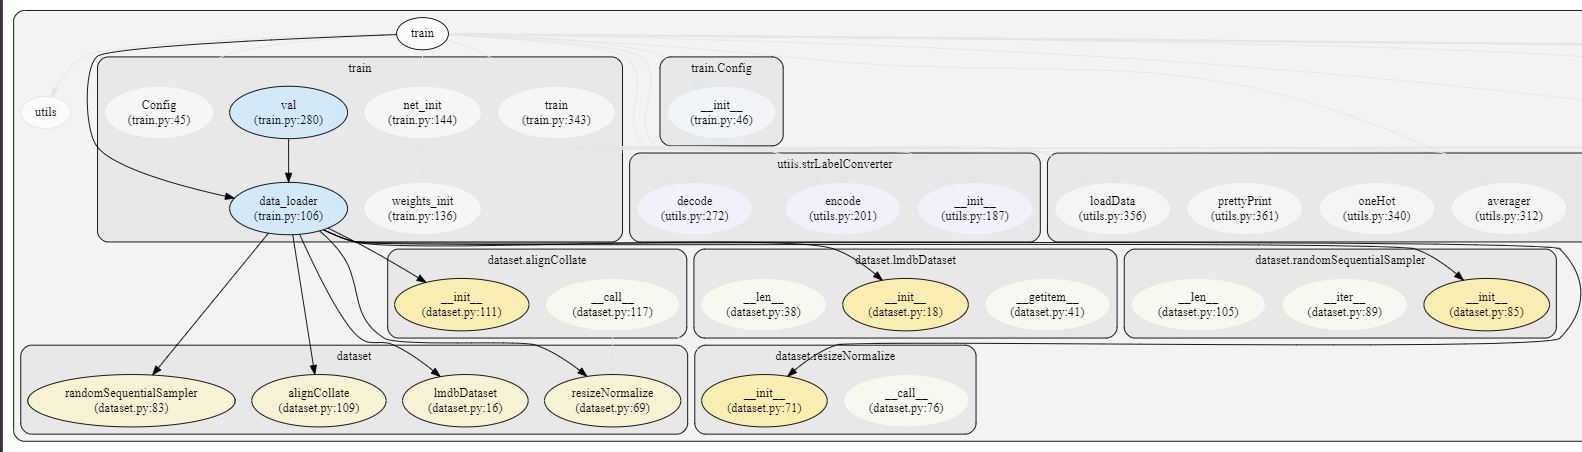 train
train
train.Config
Config
(train.py:45)
val
(train.py:280)
net_init
(train.py:144)
train
(train.py:343)
__init__
(train.py:46)
utils
utils.strLabelConverter
data_loader
(train.py:106)
weights_init
(train.py:136)
decode
(utils.py:272)
encode
(utils.py:201)
__init__
(utils.py:187)
loadData
(utils.py:356)
prettyPrint
(utils.py:361)
oneHot
(utils.py:340)
averager
(utils.py:312)
dataset.alignCollate
dataset.lmdbDataset
dataset.randomSequentialSampler
__init__
(dataset.py:111)
__call__
(dataset.py:117)
__len__
(dataset.py:38)
__init__
(dataset.py:18)
__getitem__
(dataset.py:41)
__len__
(dataset.py:105)
__iter__
(dataset.py:89)
__init__
(dataset.py:85)
dataset
dataset.resizeNormalize
randomSequentialSampler
(dataset.py:83)
alignCollate
(dataset.py:109)
lmdbDataset
(dataset.py:16)
resizeNormalize
(dataset.py:69)
__init__
(dataset.py:71)
__call__
(dataset.py:76)